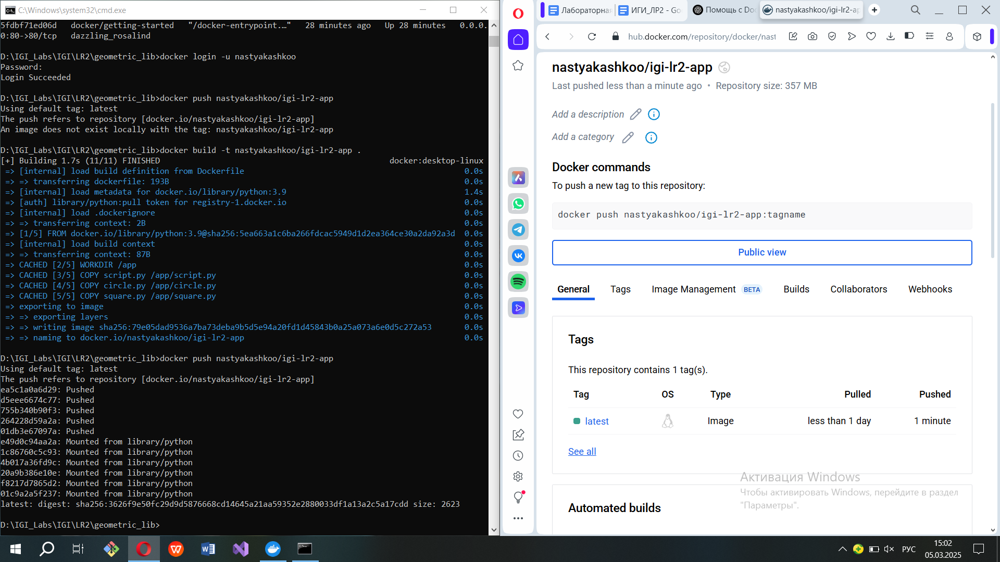 C:\Windows\system32\cmd.exe
5fdbf71ed06d   docker/getting-started   "/docker-entrypoint.…"   28 minutes ago   Up 28 minutes   0.0.0.
0:80->80/tcp   dazzling_rosalind
D:\IGI_Labs\IGI\LR2\geometric_lib>docker login -u nastyakashkoo
Password:
Login Succeeded
D:\IGI_Labs\IGI\LR2\geometric_lib>docker push nastyakashkoo/igi-lr2-app
Using default tag: latest
The push refers to repository [docker.io/nastyakashkoo/igi-lr2-app]
An image does not exist locally with the tag: nastyakashkoo/igi-lr2-app
D:\IGI_Labs\IGI\LR2\geometric_lib>docker build -t nastyakashkoo/igi-lr2-app .
[+] Building 1.7s (11/11) FINISHED docker:desktop-linux
=> [internal] load build definition from Dockerfile 0.0s
=> => transferring dockerfile: 193B 0.0s
=> [internal] load metadata for docker.io/library/python:3.9 1.4s
=> [auth] library/python:pull token for registry-1.docker.io 0.0s
=> [internal] load .dockerignore 0.0s
=> => transferring context: 2B 0.0s
=> [1/5] FROM docker.io/library/python:3.9@sha256:5ea663a1c6ba266fdcac5949d1d2ea364ce30a2da92a3d 0.0s
=> [internal] load build context 0.0s
=> => transferring context: 87B 0.0s
=> CACHED [2/5] WORKDIR /app 0.0s
=> CACHED [3/5] COPY script.py /app/script.py 0.0s
=> CACHED [4/5] COPY circle.py /app/circle.py 0.0s
=> CACHED [5/5] COPY square.py /app/square.py 0.0s
=> exporting to image 0.0s
=> => exporting layers 0.0s
=> => writing image sha256:79e05dad9536a7ba73deba9b5d5e94a20fd1d45843b0a25a073a6e0d5c272a53 0.0s
=> => naming to docker.io/nastyakashkoo/igi-lr2-app 0.0s
D:\IGI_Labs\IGI\LR2\geometric_lib>docker push nastyakashkoo/igi-lr2-app
Using default tag: latest
The push refers to repository [docker.io/nastyakashkoo/igi-lr2-app]
ea5c1a0a6d29: Pushed
d5eee6674c77: Pushed
755b340b90f3: Pushed
264228d59a2a: Pushed
01db3e67097a: Pushed
e49d0c94aa2a: Mounted from library/python
1c86760c5c93: Mounted from library/python
4b017a36fd9c: Mounted from library/python
20a9b386e10e: Mounted from library/python
f8217d7865d2: Mounted from library/python
01c9a2a5f237: Mounted from library/python
latest: digest: sha256:3626f9e50fc29d9d5876668cd14645a21aa59352e2880033df1a13a2c5a17cdd size: 2623
D:\IGI_Labs\IGI\LR2\geometric_lib>
Лабораторная
ИГИ_ЛР2 - Go
Помощь с Do
nastyakashkoo/igi-lr2-ap
hub.docker.com/repository/docker/nast
nastyakashkoo/igi-lr2-app
Last pushed less than a minute ago • Repository size: 357 MB
Add a description
Add a category
Docker commands
To push a new tag to this repository:
docker push nastyakashkoo/igi-lr2-app:tagname
Public view
General Tags Image Management BETA Builds Collaborators Webhooks
Tags
This repository contains 1 tag(s).
Tag OS Type Pulled Pushed
latest Image less than 1 day 1 minute
See all
Automated builds
Активация Windows
Чтобы активировать Windows, перейдите в раздел
"Параметры".
РУС
15:02
05.03.2025